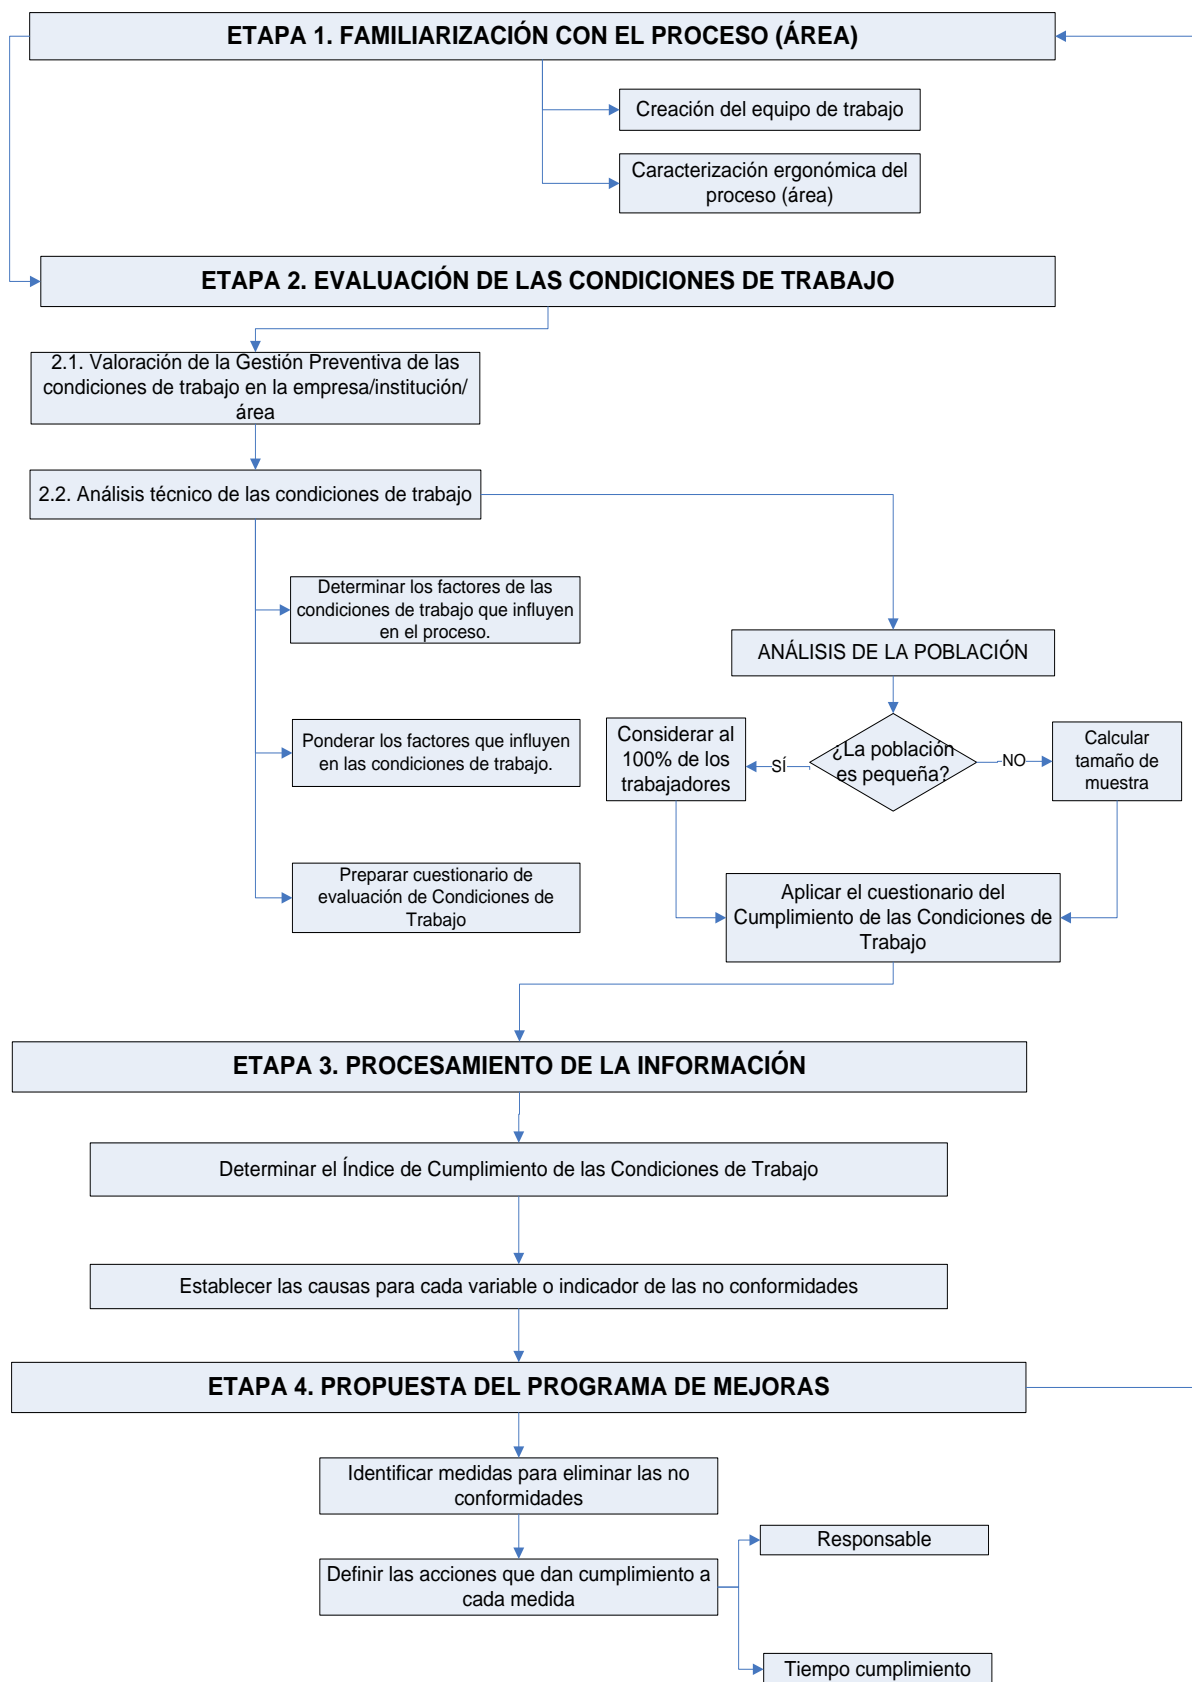 ETAPA 1. FAMILIARIZACIÓN CON EL PROCESO (ÁREA)
Creación del equipo de trabajo
Caracterización ergonómica del
proceso (área)
ETAPA 2. EVALUACIÓN DE LAS CONDICIONES DE TRABAJO
2.1. Valoración de la Gestión Preventiva de las
condiciones de trabajo en la empresa/institución/
área
2.2. Análisis técnico de las condiciones de trabajo
Determinar los factores de las
condiciones de trabajo que influyen
en el proceso.
Ponderar los factores que influyen
en las condiciones de trabajo.
Preparar cuestionario de
evaluación de Condiciones de
Trabajo
ANÁLISIS DE LA POBLACIÓN
¿La población
es pequeña?
SÍ
Considerar al
100% de los
trabajadores
NO
Calcular
tamaño de
muestra
Aplicar el cuestionario del
Cumplimiento de las Condiciones de
Trabajo
ETAPA 3. PROCESAMIENTO DE LA INFORMACIÓN
Determinar el Índice de Cumplimiento de las Condiciones de Trabajo
Establecer las causas para cada variable o indicador de las no conformidades
ETAPA 4. PROPUESTA DEL PROGRAMA DE MEJORAS
Identificar medidas para eliminar las no
conformidades
Definir las acciones que dan cumplimiento a
cada medida
Responsable
Tiempo cumplimiento